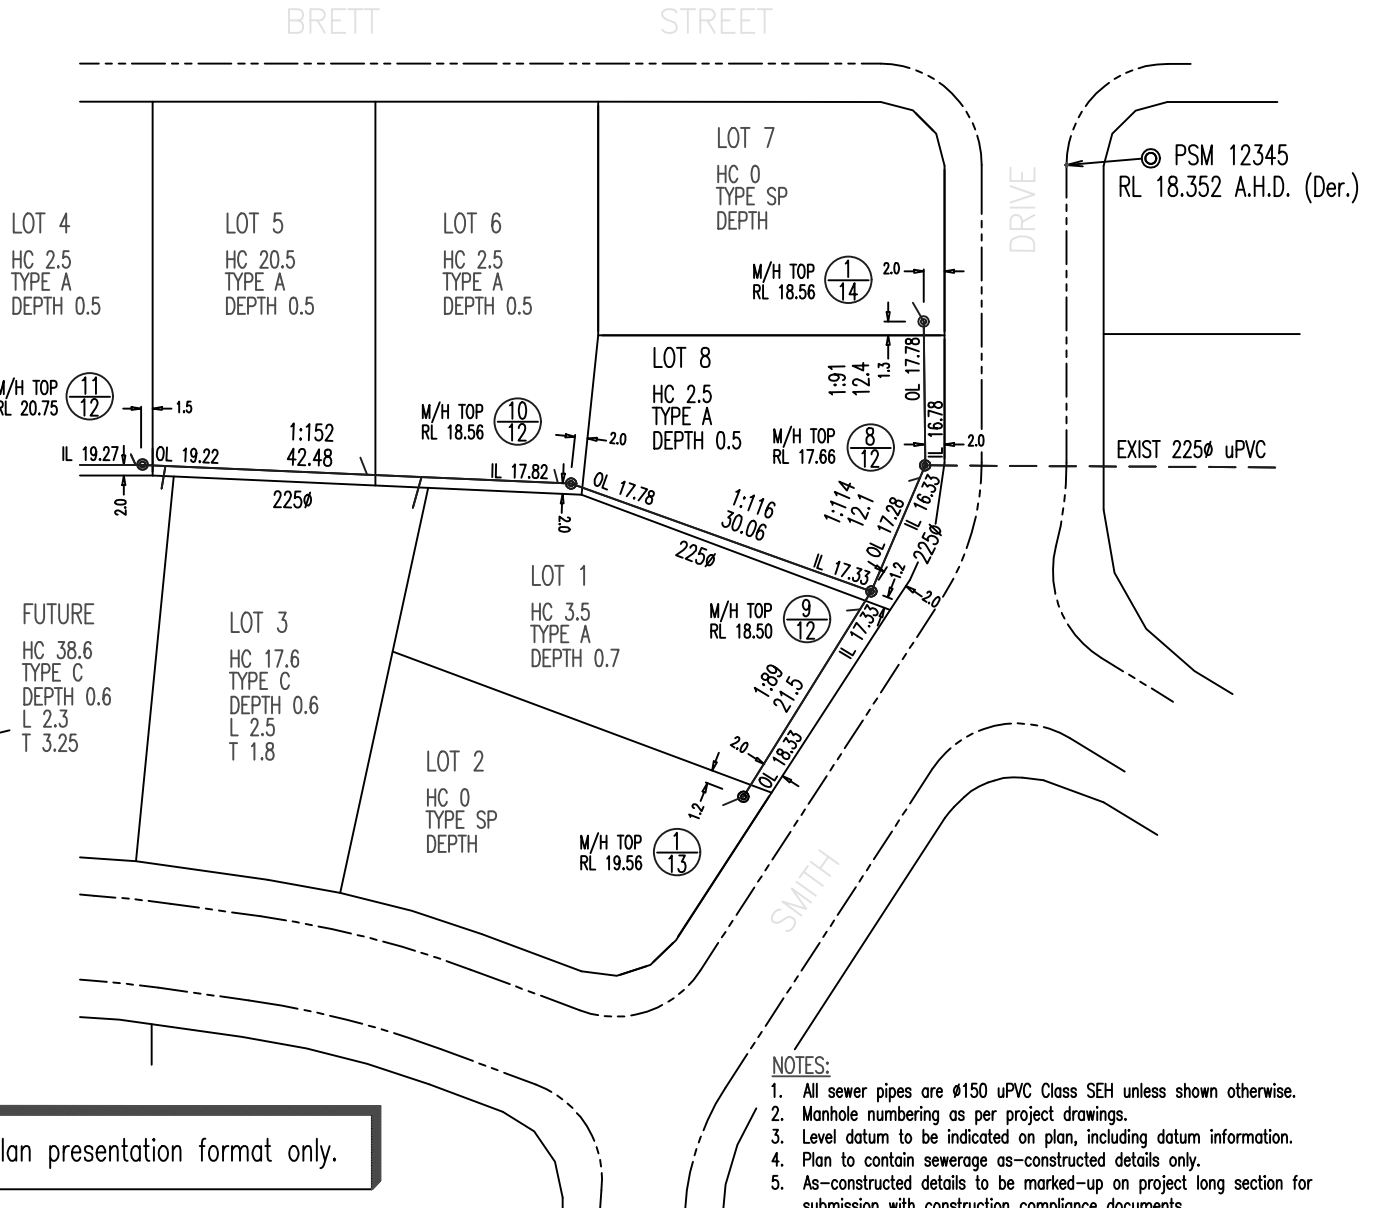 BRETT STREET
DRIVE
PSM 12345
RL 18.352 A.H.D. (Der.)
LOT 7
HC 0
TYPE SP
DEPTH
LOT 4
HC 2.5
TYPE A
DEPTH 0.5
LOT 5
HC 20.5
TYPE A
DEPTH 0.5
LOT 6
HC 2.5
TYPE A
DEPTH 0.5
M/H TOP
RL 18.56
1
14
2.0
LOT 8
HC 2.5
TYPE A
DEPTH 0.5
1:91
12.4
1.3
OL 17.78
IL 16.78
M/H TOP
RL 20.75
11
12
1.5
M/H TOP
RL 18.56
10
12
2.0
M/H TOP
RL 17.66
8
12
2.0
EXIST 225ø uPVC
IL 19.27
OL 19.22
1:152
42.48
IL 17.82
2.0
225ø
2.0
OL 17.78
1:116
30.06
225ø
IL 17.33
1:114
12.1
OL 17.28
IL 16.33
225ø
1.2
2.0
LOT 1
HC 3.5
TYPE A
DEPTH 0.7
M/H TOP
RL 18.50
9
12
IL 17.33
FUTURE
HC 38.6
TYPE C
DEPTH 0.6
L 2.3
T 3.25
LOT 3
HC 17.6
TYPE C
DEPTH 0.6
L 2.5
T 1.8
1:89
21.5
2.0
OL 18.33
1.2
LOT 2
HC 0
TYPE SP
DEPTH
M/H TOP
RL 19.56
1
13
SMITH
lan presentation format only.
NOTES:
1. All sewer pipes are ø150 uPVC Class SEH unless shown otherwise.
2. Manhole numbering as per project drawings.
3. Level datum to be indicated on plan, including datum information.
4. Plan to contain sewerage as-constructed details only.
5. As-constructed details to be marked-up on project long section for
submission with construction compliance documents.